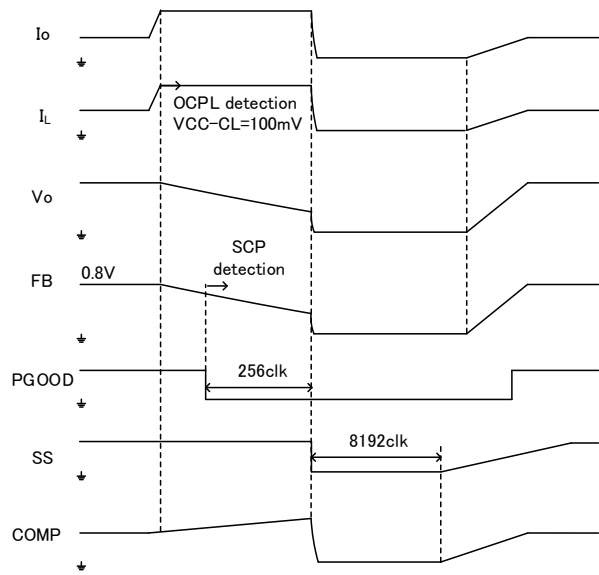 Io
IL
OCPL detection
VCC-CL=100mV
Vo
SCP
detection
FB
0.8V
PGOOD
256clk
SS
8192clk
COMP